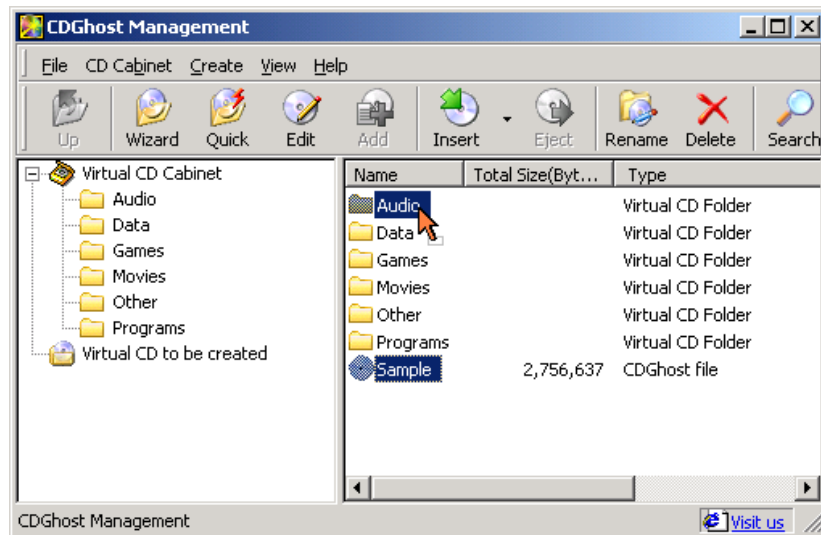 CDGhost Management
File CD Cabinet Create View Help
Up Wizard Quick Edit Add Insert Eject Rename Delete Search
Virtual CD Cabinet
Audio
Data
Games
Movies
Other
Programs
Virtual CD to be created
Name Total Size(Byt... Type
Audio Virtual CD Folder
Data Virtual CD Folder
Games Virtual CD Folder
Movies Virtual CD Folder
Other Virtual CD Folder
Programs Virtual CD Folder
Sample 2,756,637 CDGhost file
CDGhost Management Visit us